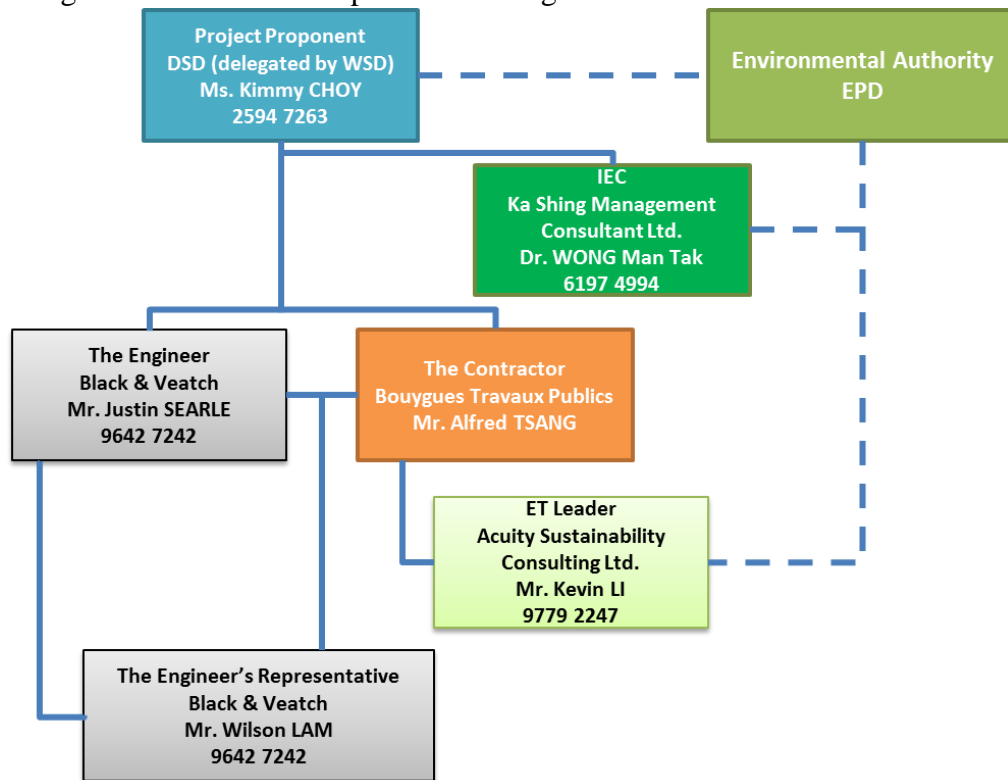 Project Proponent
DSD (delegated by WSD)
Ms. Kimmy CHOY
2594 7263
Environmental Authority
EPD
IEC
Ka Shing Management
Consultant Ltd.
Dr. WONG Man Tak
6197 4994
The Engineer
Black & Veatch
Mr. Justin SEARLE
9642 7242
The Contractor
Bouygues Travaux Publics
Mr. Alfred TSANG
ET Leader
Acuity Sustainability
Consulting Ltd.
Mr. Kevin LI
9779 2247
The Engineer’s Representative
Black & Veatch
Mr. Wilson LAM
9642 7242